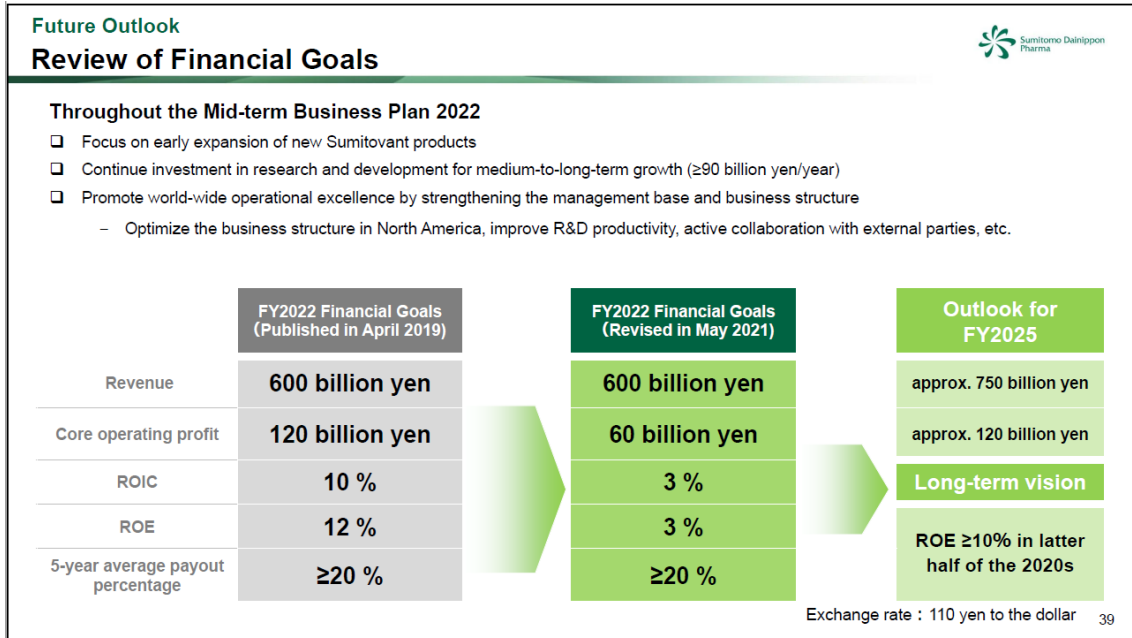 Future Outlook
Review of Financial Goals
Sumitomo Dainippon
Pharma
Throughout the Mid-term Business Plan 2022
❑ Focus on early expansion of new Sumitovant products
❑ Continue investment in research and development for medium-to-long-term growth (≥90 billion yen/year)
❑ Promote world-wide operational excellence by strengthening the management base and business structure
– Optimize the business structure in North America, improve R&D productivity, active collaboration with external parties, etc.
FY2022 Financial Goals
(Published in April 2019)
FY2022 Financial Goals
(Revised in May 2021)
Outlook for
FY2025
Revenue
600 billion yen
600 billion yen
approx. 750 billion yen
Core operating profit
120 billion yen
60 billion yen
approx. 120 billion yen
ROIC
10 %
3 %
Long-term vision
ROE
12 %
3 %
ROE ≥10% in latter
half of the 2020s
5-year average payout
percentage
≥20 %
≥20 %
Exchange rate : 110 yen to the dollar
39